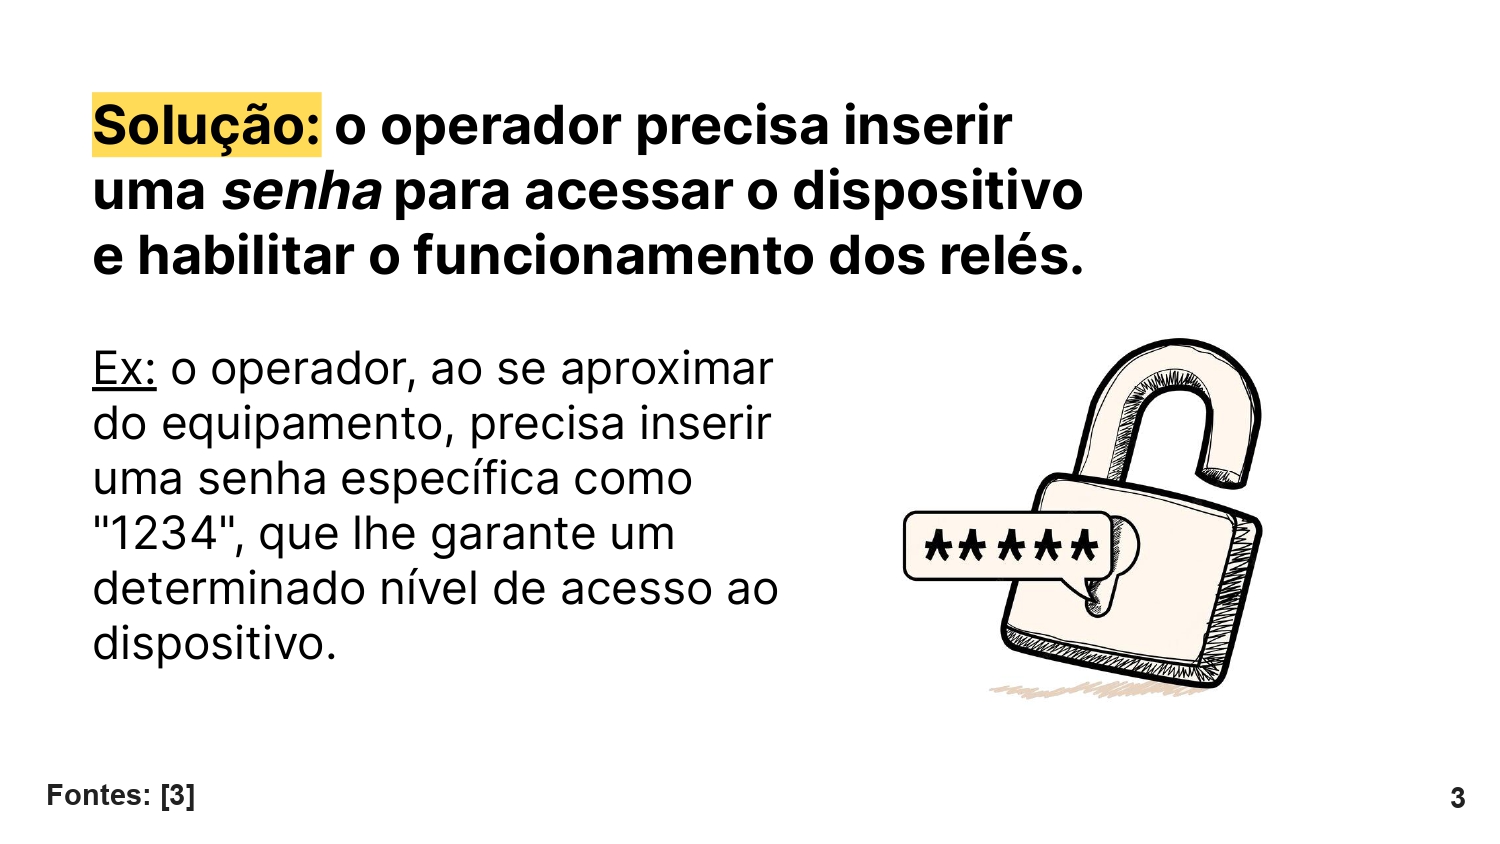 Solução: o operador precisa inserir
uma senha para acessar o dispositivo
e habilitar o funcionamento dos relés.
Ex: o operador, ao se aproximar
do equipamento, precisa inserir
uma senha específica como
"1234", que lhe garante um
determinado nível de acesso ao
dispositivo.
*****
Fontes: [3]
3